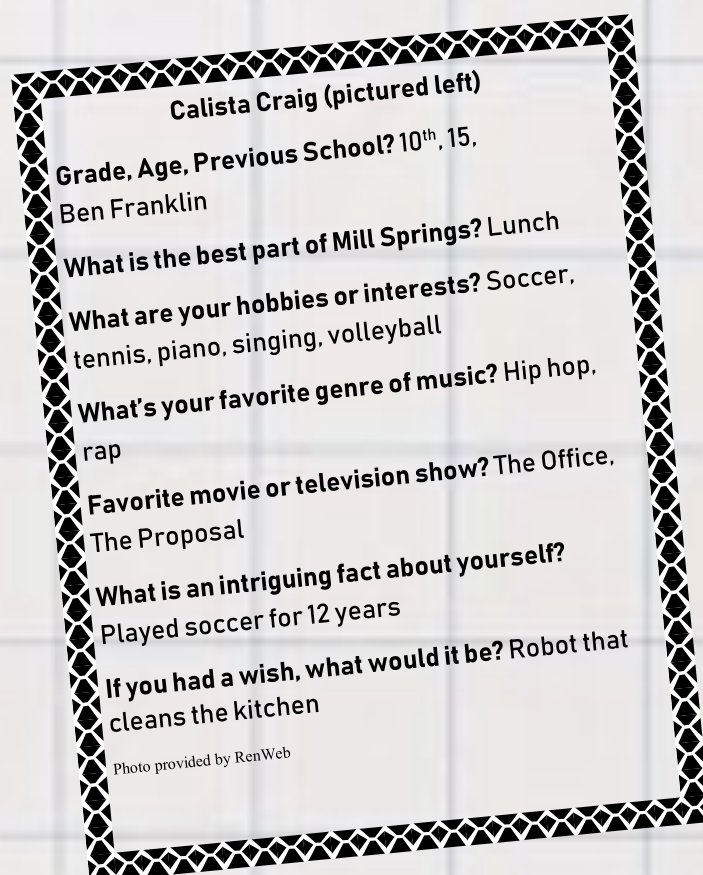 Calista Craig (pictured left)
Grade, Age, Previous School? 10th, 15,
Ben Franklin
What is the best part of Mill Springs? Lunch
What are your hobbies or interests? Soccer,
tennis, piano, singing, volleyball
What's your favorite genre of music? Hip hop,
rap
Favorite movie or television show? The Office,
The Proposal
What is an intriguing fact about yourself?
Played soccer for 12 years
If you had a wish, what would it be? Robot that
cleans the kitchen
Photo provided by RenWeb